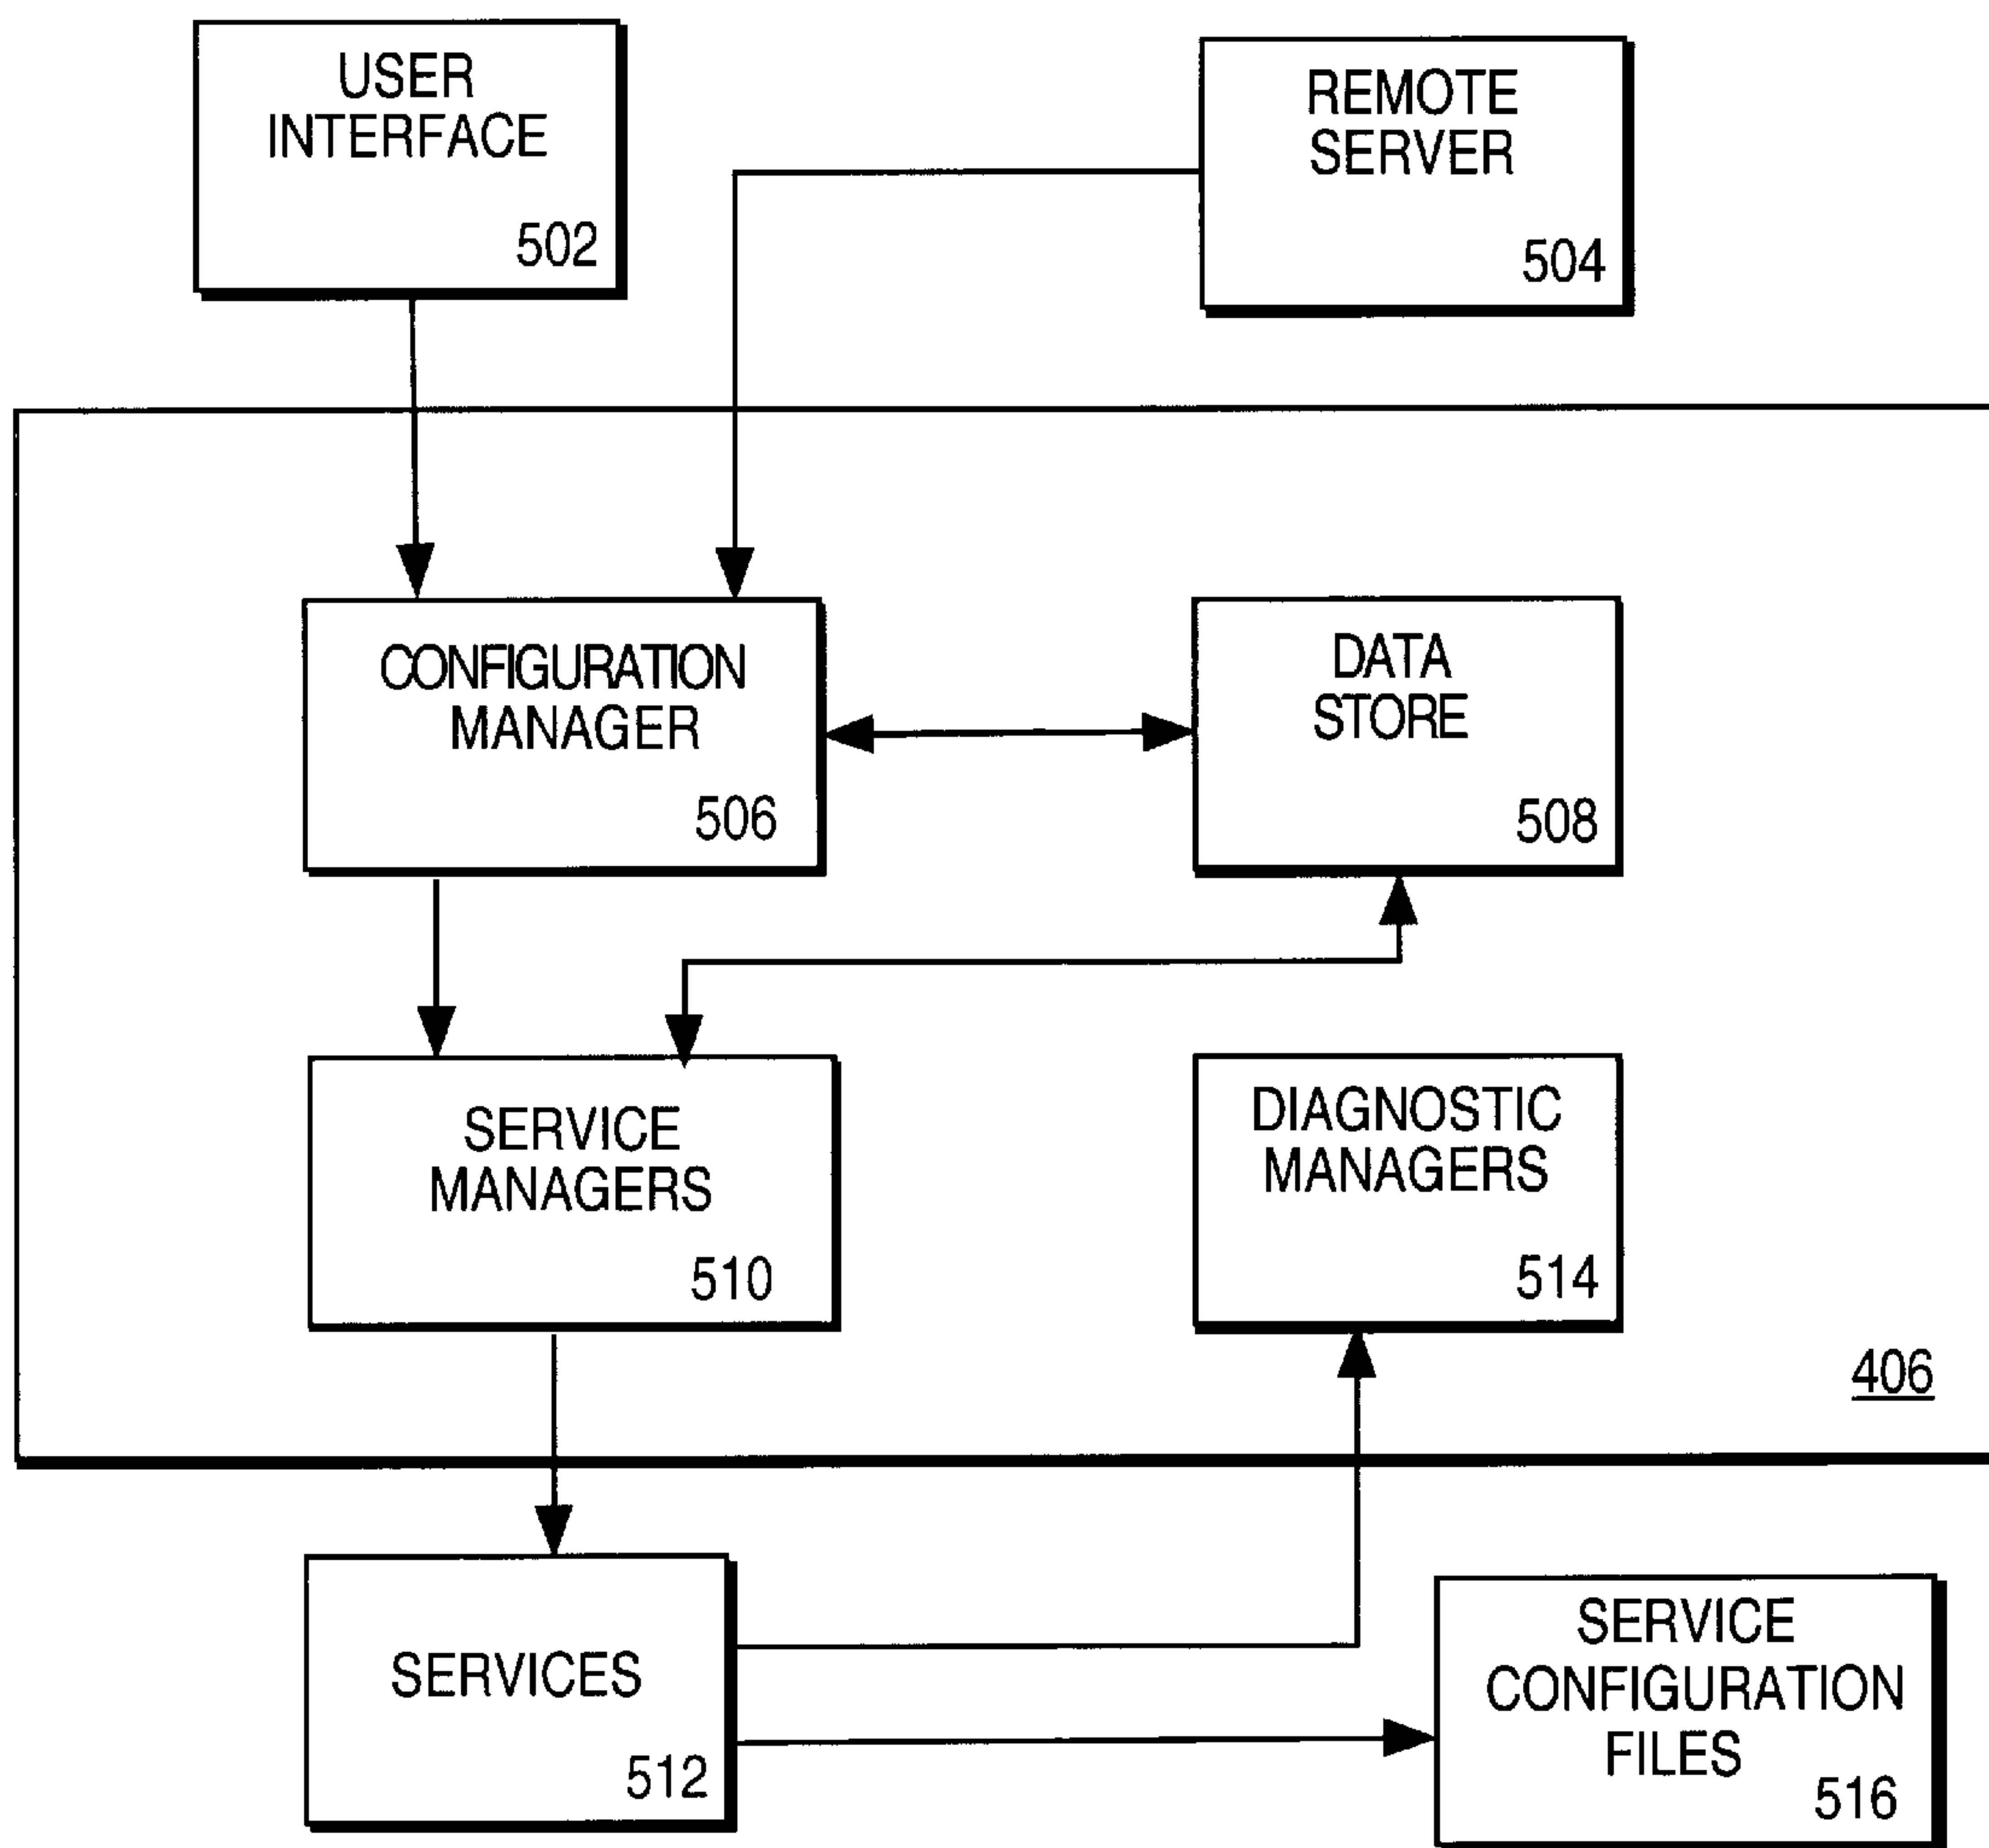 USER
INTERFACE
502
REMOTE
SERVER
504
CONFIGURATION
MANAGER
506
DATA
STORE
508
SERVICE
MANAGERS
510
DIAGNOSTIC
MANAGERS
514
406
SERVICES
512
SERVICE
CONFIGURATION
FILES
516